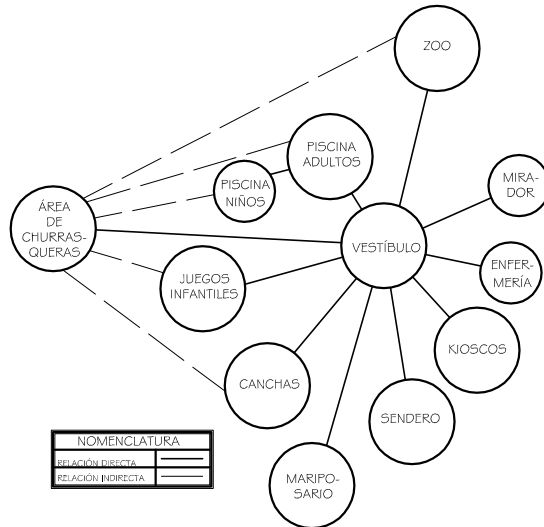 ZOO
PISCINA
ADULTOS
PISCINA
NIÑOS
MIRA-
DOR
ÁREA
DE
CHURRAS-
QUERAS
VESTÍBULO
ENFER-
MERÍA
JUEGOS
INFANTILES
KIOSCOS
CANCHAS
SENDERO
MARIPO-
SARIO
NOMENCLATURA
RELACIÓN DIRECTA
RELACIÓN INDIRECTA